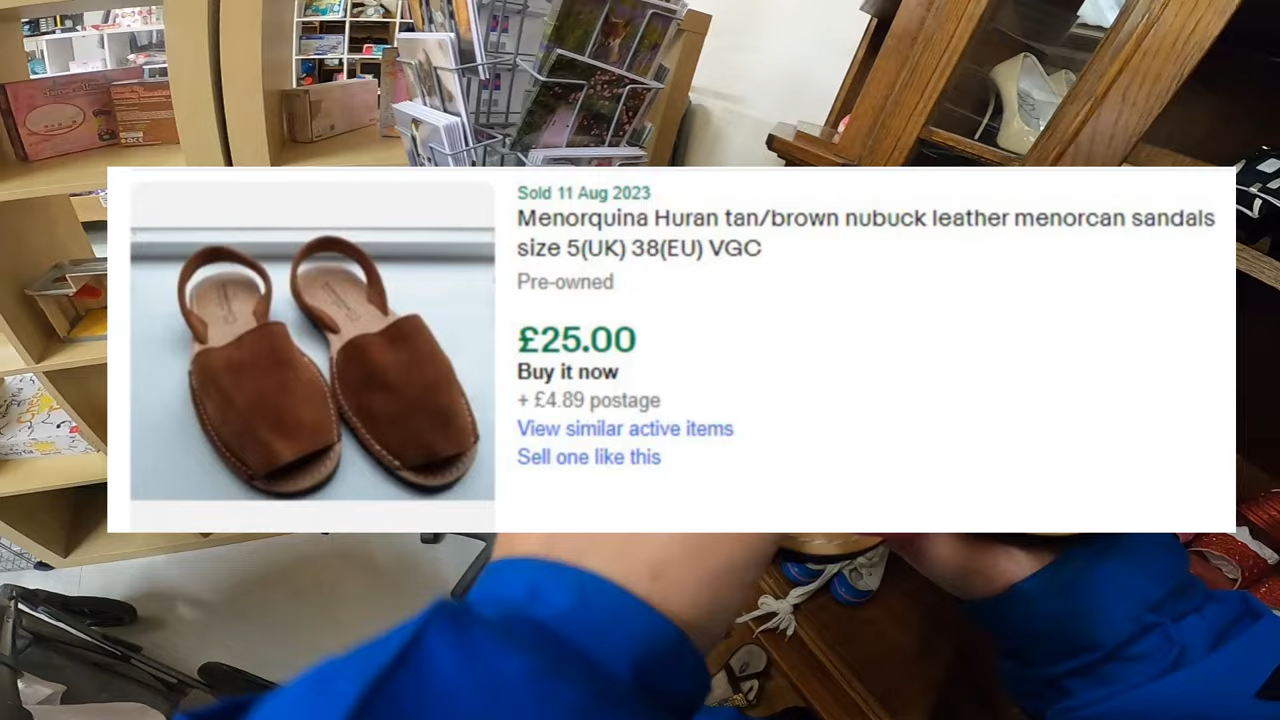 Sold 11 Aug 2023
Menorquina Huran tan/brown nubuck leather menorcan sandals
size 5(UK) 38(EU) VGC
Pre-owned
£25.00
Buy it now
+ £4.89 postage
View similar active items
Sell one like this